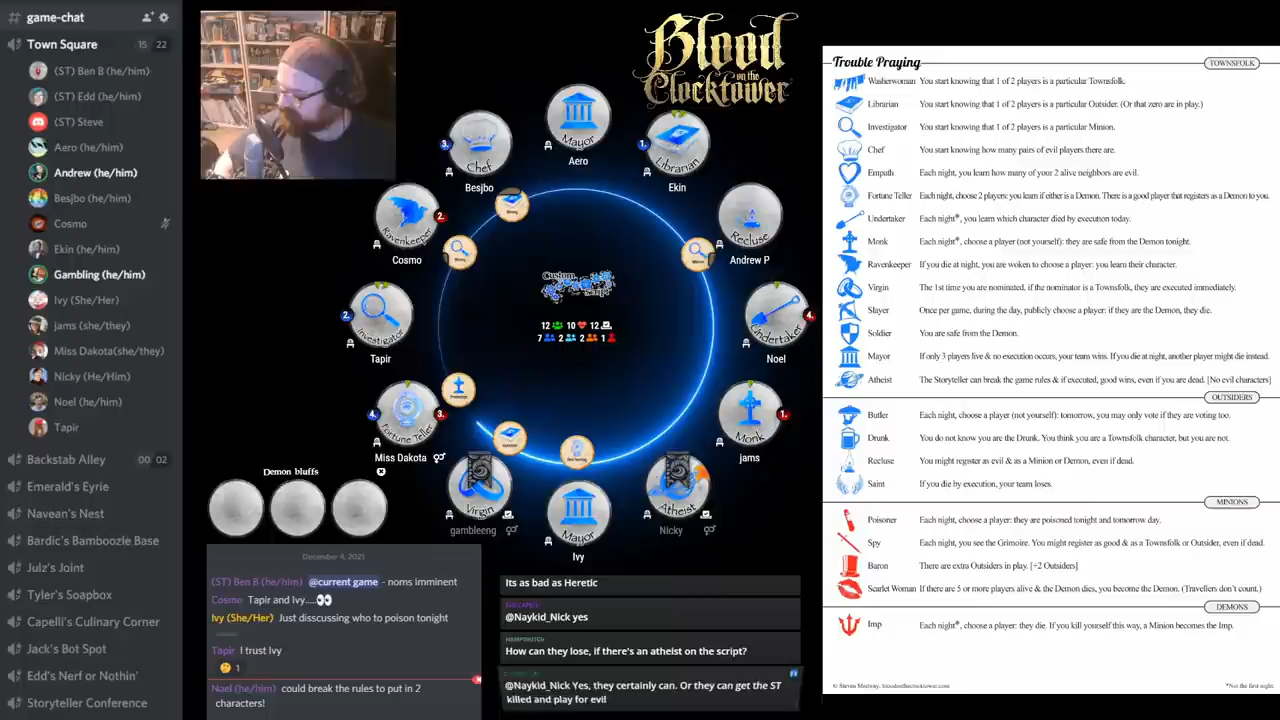 game-chat
Town Square 15 22
(ST) Ben B (he/him)
(ST) Edd (he/him)
(ST) Steve
Aero (he/him)
Andrew (he/him)
Besjbo (he/him)
Cosmo
Ekin (he/him)
Gambling (he/him)
Ivy (She/Her)
jams (she/they)
Miss Dakota(she/they)
Nicky (He/Him)
Noel (he/him)
Tapir
Backstab Alley 00 02
Emerald's Eyrie
Navean's Nest
Bardic's Bamboozle Base
Julz's Joint
Tyler's Soapbox
Capelli's Culinary Corner
Jack's Box Spot
Edd's Nerf or Nothin'
Storyteller Conference
Blood
on the
Clocktower
Mayor
Aero
1.
Librarian
Ekin
Recluse
Andrew P
Undertaker
4.
Noel
Monk
1.
jams
Atheist
Nicky
Mayor
Ivy
Virgin
gambleeng
4.
Fortune Teller
3.
Miss Dakota
2.
Investigator
Tapir
Ravenkeeper
2.
Cosmo
3.
Chef
Besjbo
Custom
Script
12 10 12
7 2 2 1
Demon bluffs
December 4, 2021
(ST) Ben B (he/him) @current game - noms imminent
Cosmo Tapir and Ivy.....👀
Ivy (She/Her) Just disscussing who to poison tonight
Tapir I trust Ivy
🤔 1
Noel (he/him) could break the rules to put in 2
characters!
Its as bad as Heretic
@Naykid_Nick yes
How can they lose, if there's an atheist on the script?
@Naykid_Nick Yes, they certainly can. Or they can get the ST
killed and play for evil
Trouble Praying
TOWNSFOLK
Washerwoman You start knowing that 1 of 2 players is a particular Townsfolk.
Librarian You start knowing that 1 of 2 players is a particular Outsider. (Or that zero are in play.)
Investigator You start knowing that 1 of 2 players is a particular Minion.
Chef You start knowing how many pairs of evil players there are.
Empath Each night, you learn how many of your 2 alive neighbors are evil.
Fortune Teller Each night, choose 2 players: you learn if either is a Demon. There is a good player that registers as a Demon to you.
Undertaker Each night*, you learn which character died by execution today.
Monk Each night*, choose a player (not yourself): they are safe from the Demon tonight.
Ravenkeeper If you die at night, you are woken to choose a player: you learn their character.
Virgin The 1st time you are nominated, if the nominator is a Townsfolk, they are executed immediately.
Slayer Once per game, during the day, publicly choose a player: if they are the Demon, they die.
Soldier You are safe from the Demon.
Mayor If only 3 players live & no execution occurs, your team wins. If you die at night, another player might die instead.
Atheist The Storyteller can break the game rules & if executed, good wins, even if you are dead. [No evil characters]
OUTSIDERS
Butler Each night, choose a player (not yourself): tomorrow, you may only vote if they are voting too.
Drunk You do not know you are the Drunk. You think you are a Townsfolk character, but you are not.
Recluse You might register as evil & as a Minion or Demon, even if dead.
Saint If you die by execution, your team loses.
MINIONS
Poisoner Each night, choose a player: they are poisoned tonight and tomorrow day.
Spy Each night, you see the Grimoire. You might register as good & as a Townsfolk or Outsider, even if dead.
Baron There are extra Outsiders in play. [+2 Outsiders]
Scarlet Woman If there are 5 or more players alive & the Demon dies, you become the Demon. (Travellers don't count.)
DEMONS
Imp Each night*, choose a player: they die. If you kill yourself this way, a Minion becomes the Imp.
© Steven Medway, bloodontheclocktower.com
*Not the first night.